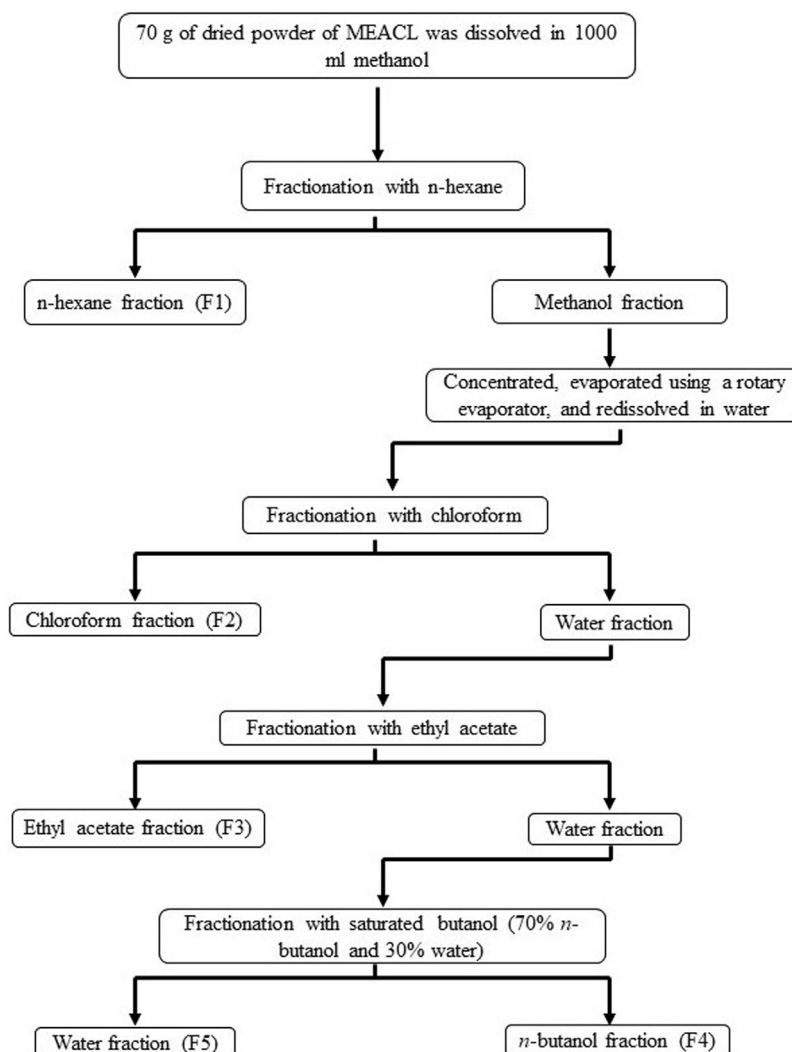 70 g of dried powder of MEACL was dissolved in 1000
ml methanol
Fractionation with n-hexane
n-hexane fraction (F1)
Methanol fraction
Concentrated, evaporated using a rotary
evaporator, and redissolved in water
Fractionation with chloroform
Chloroform fraction (F2)
Water fraction
Fractionation with ethyl acetate
Ethyl acetate fraction (F3)
Water fraction
Fractionation with saturated butanol (70% n-
butanol and 30% water)
Water fraction (F5)
n-butanol fraction (F4)